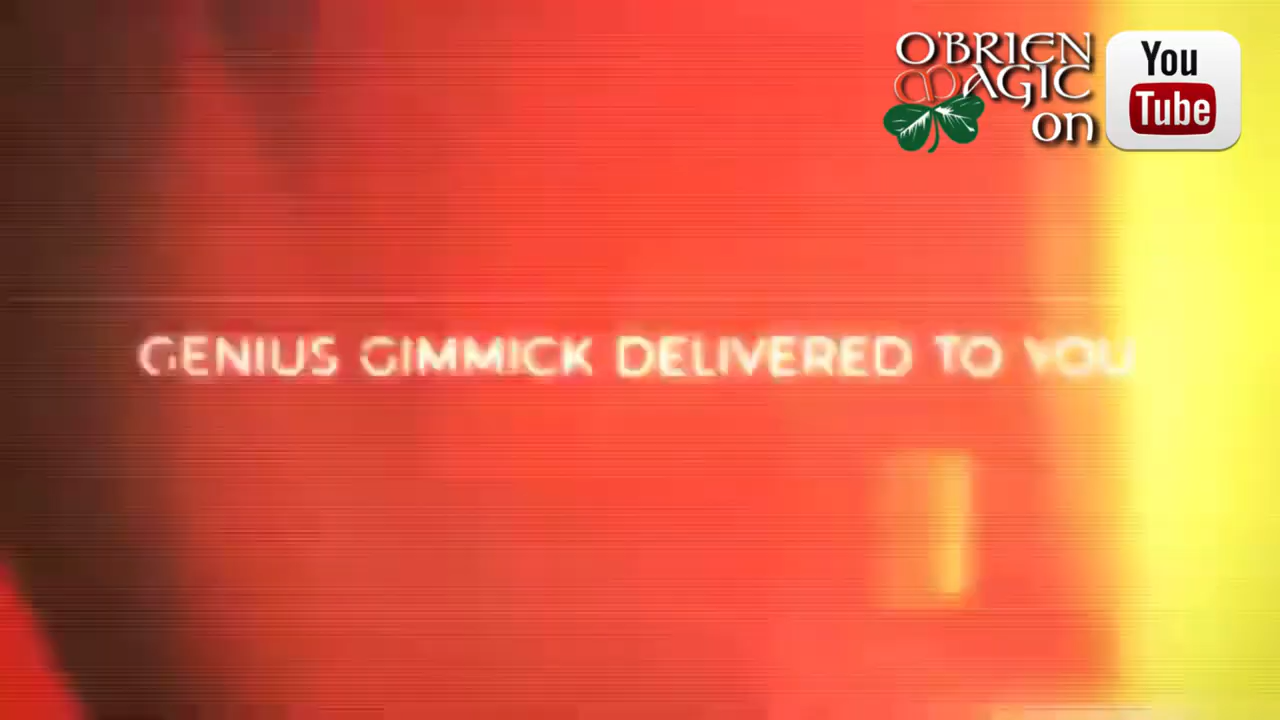 O'BRIEN
MAGIC
on
You
Tube
GENIUS GIMMICK DELIVERED TO YOU